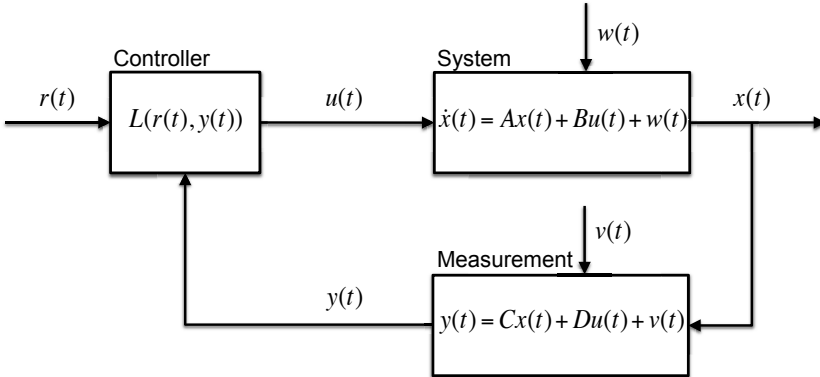 w(t)
Controller
System
r(t)
L(r(t), y(t))
u(t)
ẋ(t) = Ax(t) + Bu(t) + w(t)
x(t)
v(t)
Measurement
y(t)
y(t) = Cx(t) + Du(t) + v(t)